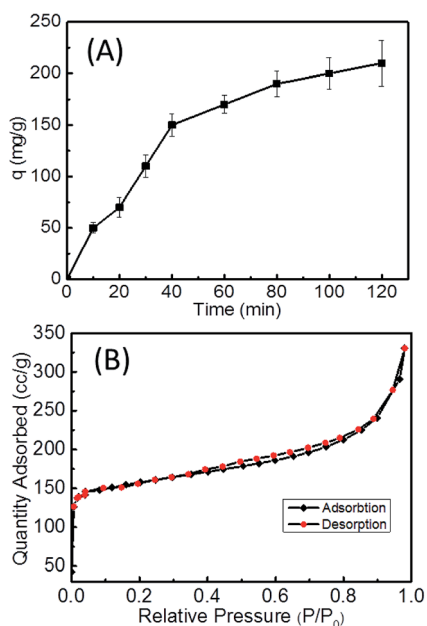 (A)
250
200
150
100
50
0
q (mg/g)
0 20 40 60 80 100 120
Time (min)
(B)
350
300
250
200
150
100
50
Quantity Adsorbed (cc/g)
Adsorbtion
Desorption
0.0 0.2 0.4 0.6 0.8 1.0
Relative Pressure (P/P₀)